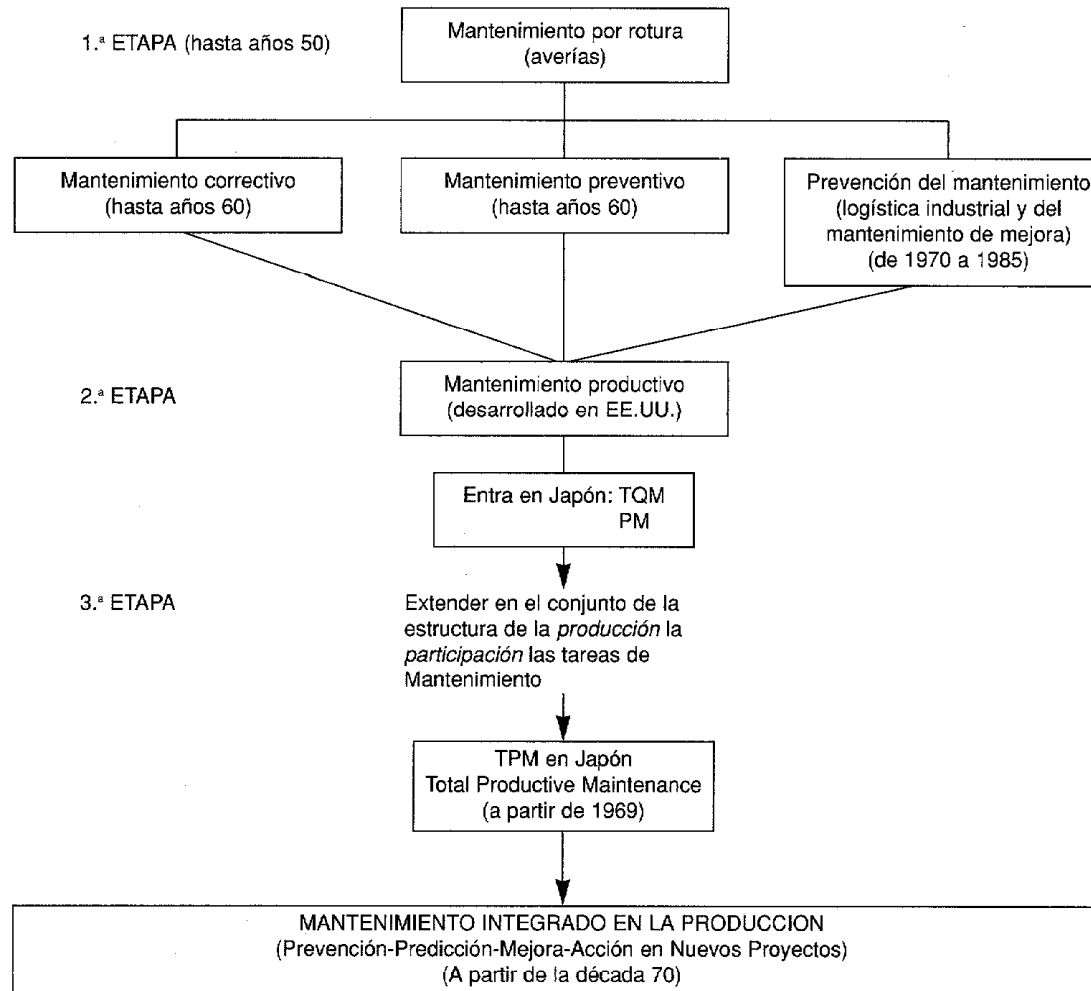 1.ª ETAPA (hasta años 50)
Mantenimiento por rotura
(averías)
Mantenimiento correctivo
(hasta años 60)
Mantenimiento preventivo
(hasta años 60)
Prevención del mantenimiento
(logística industrial y del
mantenimiento de mejora)
(de 1970 a 1985)
2.ª ETAPA
Mantenimiento productivo
(desarrollado en EE.UU.)
Entra en Japón: TQM
PM
3.ª ETAPA
Extender en el conjunto de la
estructura de la producción la
participación las tareas de
Mantenimiento
TPM en Japón
Total Productive Maintenance
(a partir de 1969)
MANTENIMIENTO INTEGRADO EN LA PRODUCCION
(Prevención-Predicción-Mejora-Acción en Nuevos Proyectos)
(A partir de la década 70)